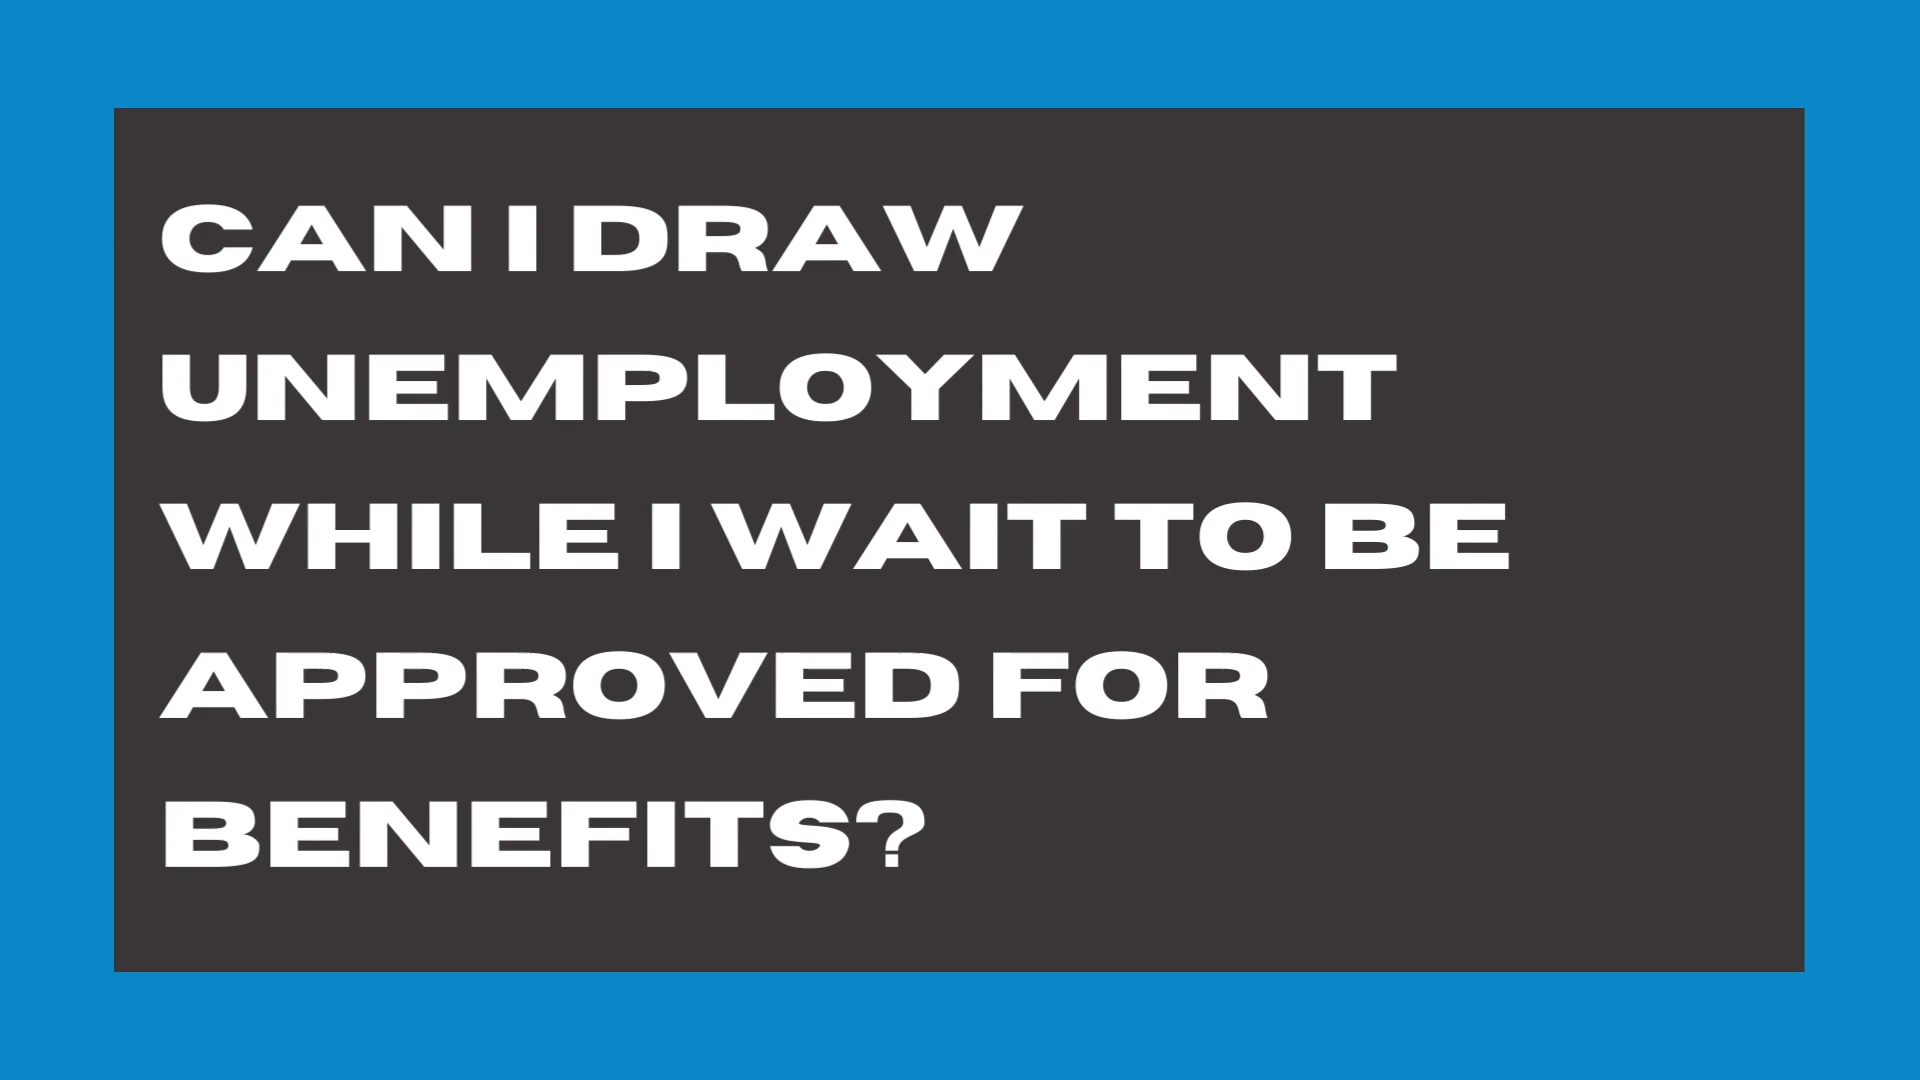 CAN I DRAW
UNEMPLOYMENT
WHILE I WAIT TO BE
APPROVED FOR
BENEFITS?